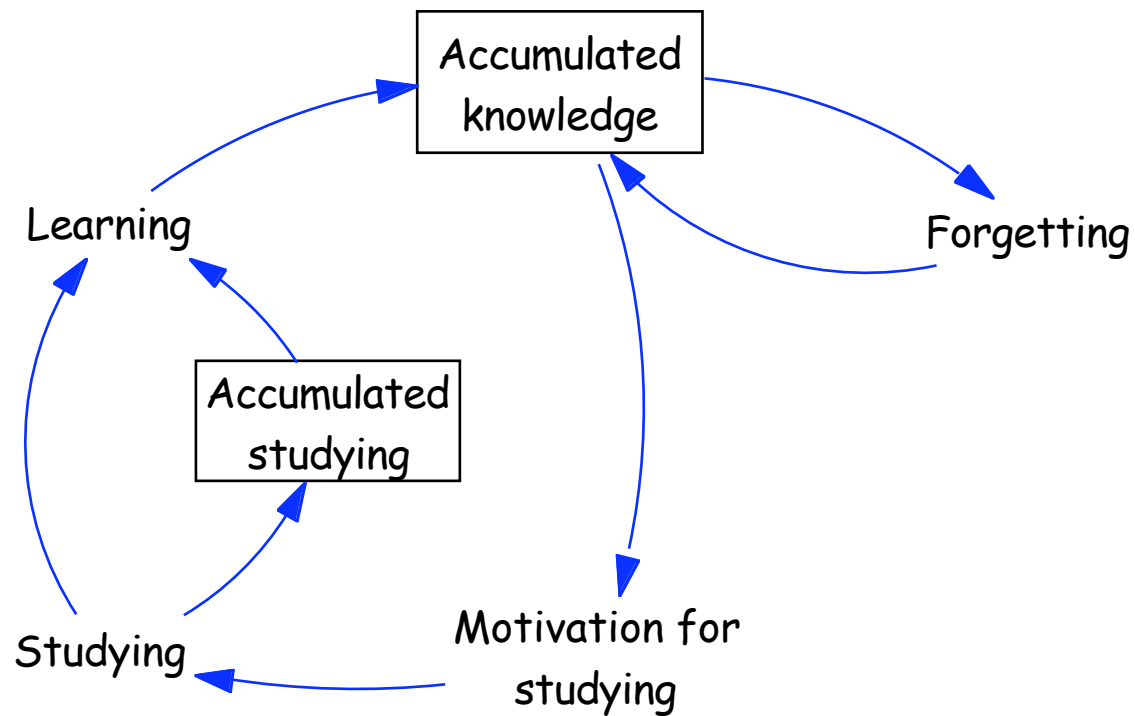 Accumulated
knowledge
Learning
Forgetting
Accumulated
studying
Studying
Motivation for
studying